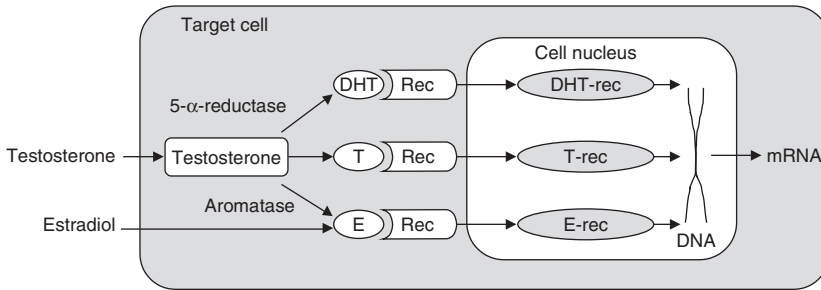 Target cell
Cell nucleus
DHT Rec DHT-rec
5-α-reductase
Testosterone Testosterone T Rec T-rec mRNA
Aromatase
Estradiol E Rec E-rec
DNA